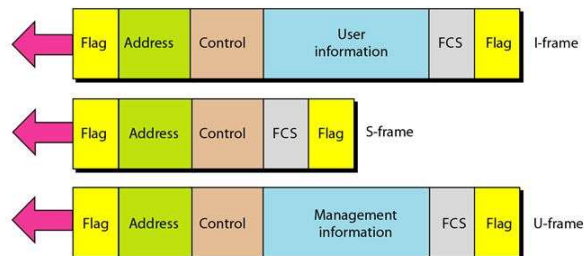 Flag Address Control User information FCS Flag I-frame
Flag Address Control FCS Flag S-frame
Flag Address Control Management information FCS Flag U-frame